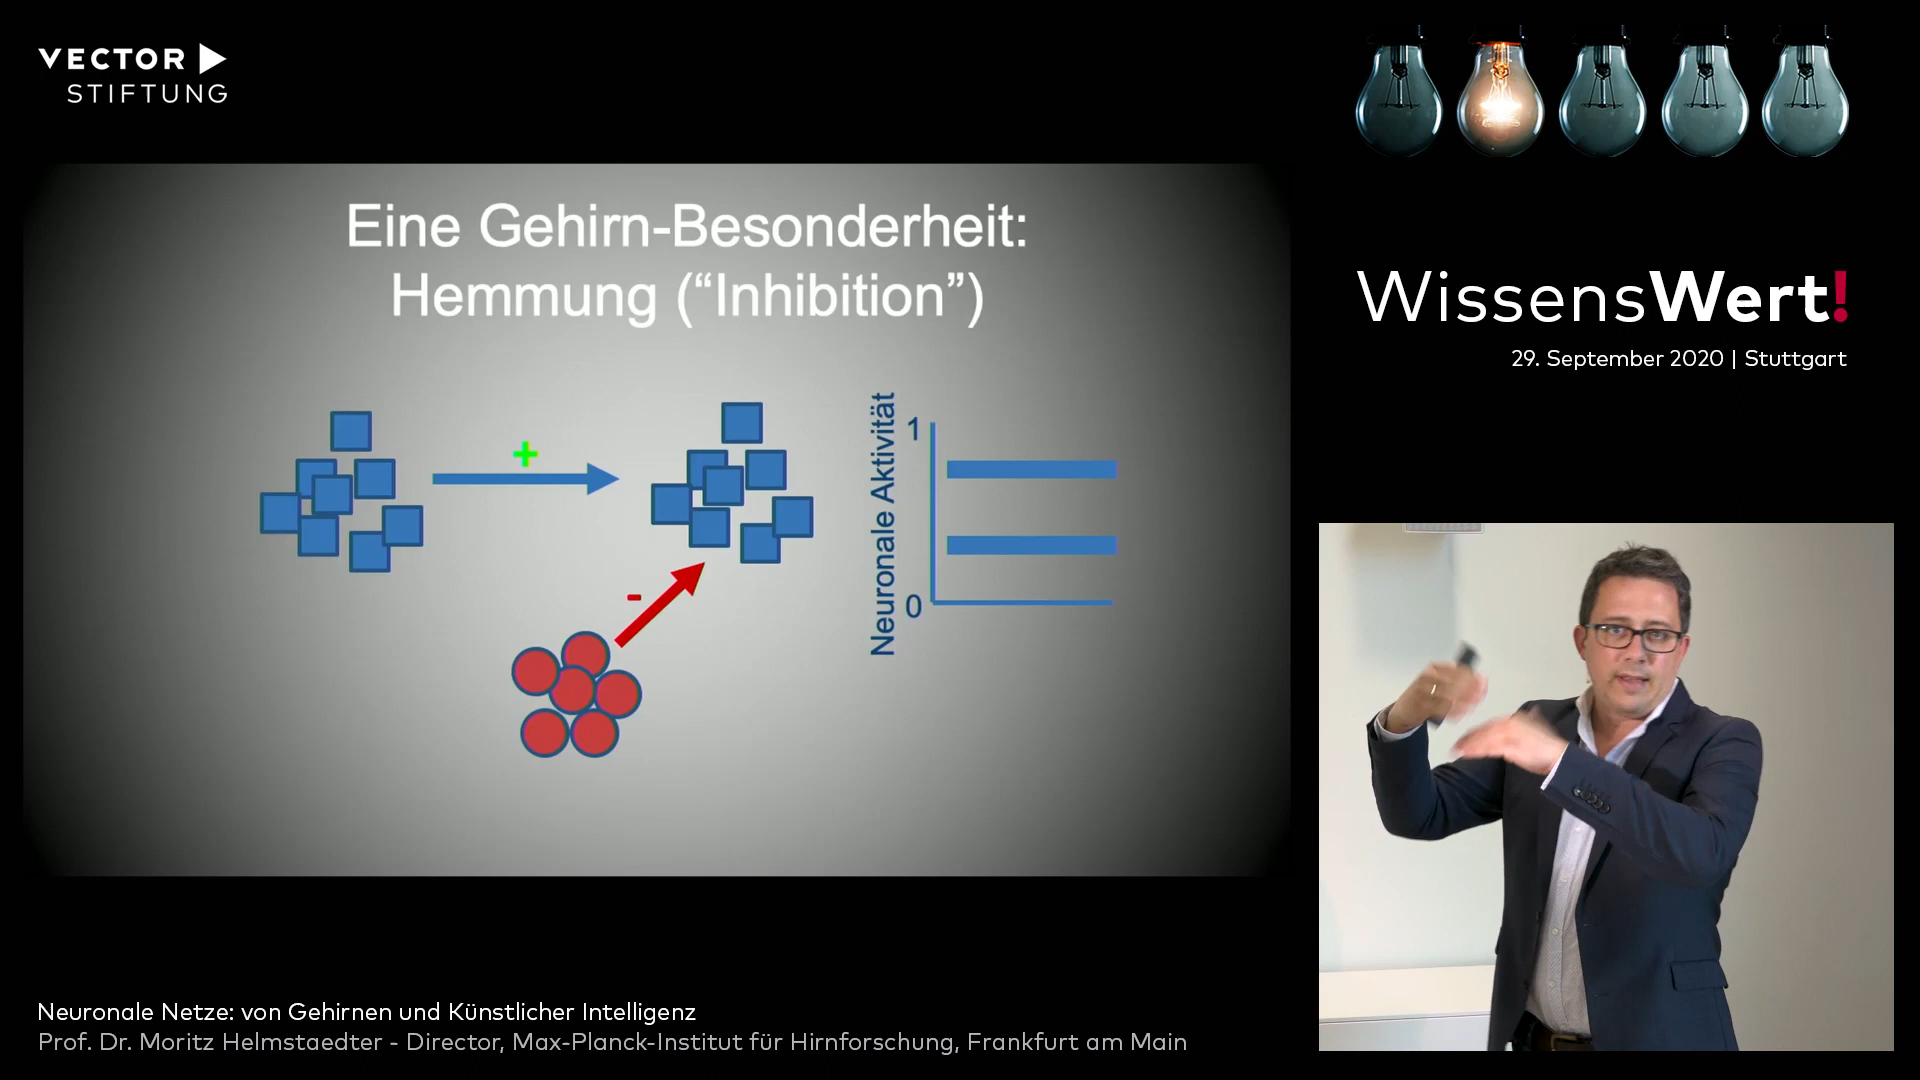 VECTOR
STIFTUNG
Eine Gehirn-Besonderheit:
Hemmung (“Inhibition”)
+
-
Neuronale Aktivität
1
0
WissensWert!
29. September 2020 | Stuttgart
Neuronale Netze: von Gehirnen und Künstlicher Intelligenz
Prof. Dr. Moritz Helmstaedter - Director, Max-Planck-Institut für Hirnforschung, Frankfurt am Main